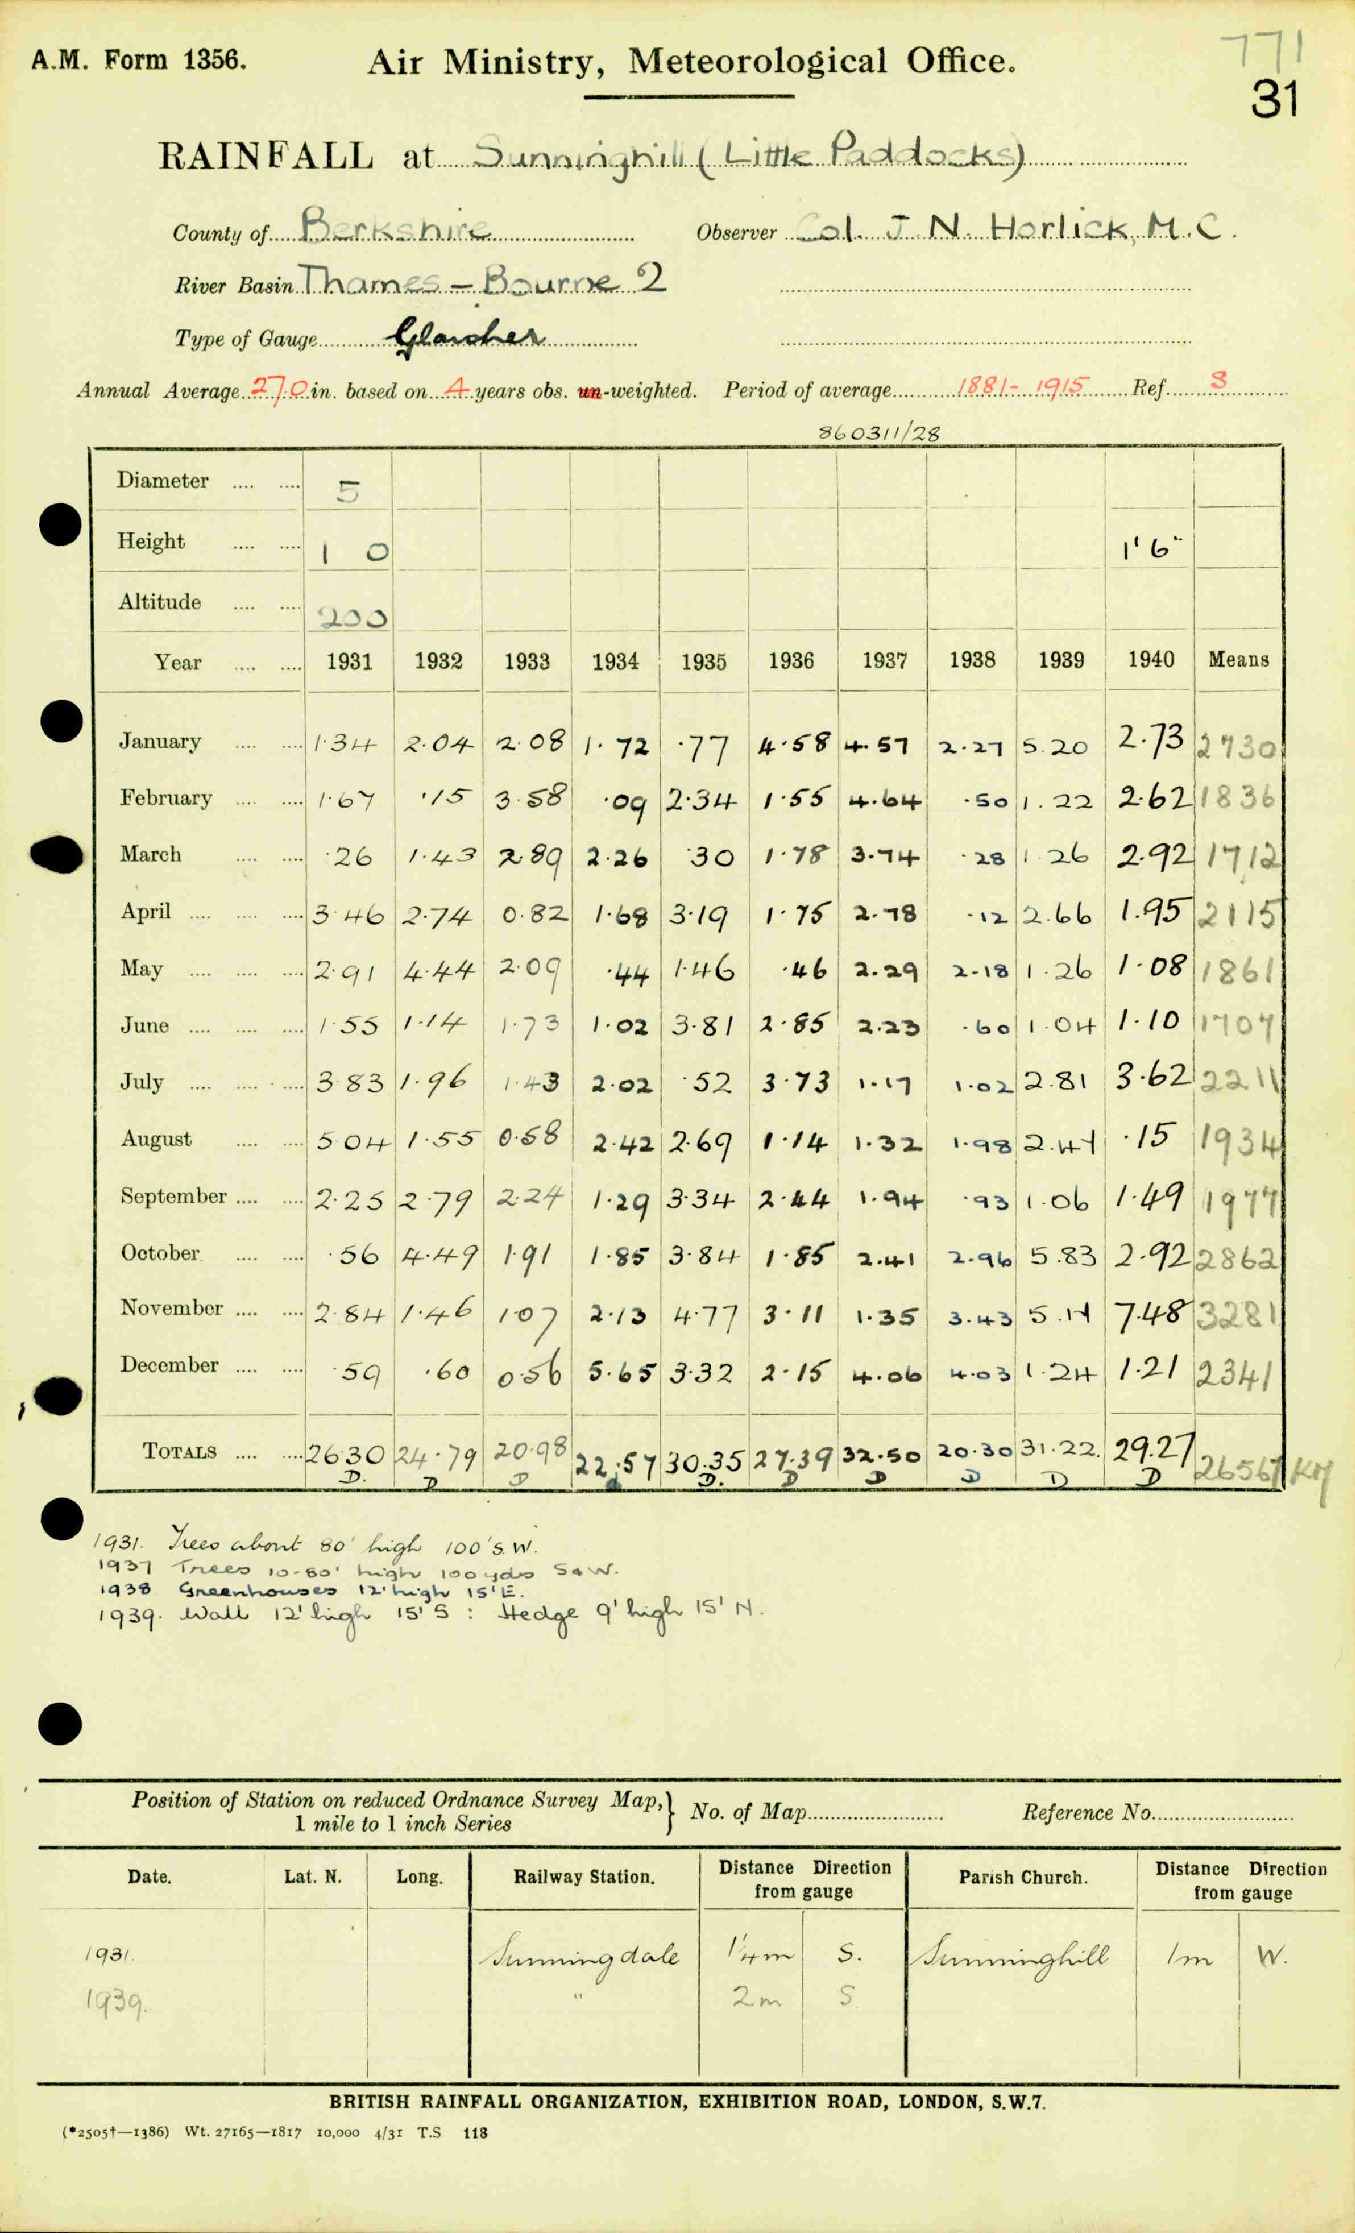 A.M. Form 1356. Air Ministry, Meteorological Office. 771
31
RAINFALL at Sunninghill (Little Paddocks)
County of Berkshire Observer Col. J. N. Horlick, M.C.
River Basin Thames – Bourne 2
Type of Gauge Glaisher
Annual Average 27.0 in. based on 4 years obs. un-weighted. Period of average 1881-1915 Ref. S
860311/28
Diameter .... .... 5
Height .... .... 1 0 1' 6"
Altitude .... .... 200
Year .... .... 1931 1932 1933 1934 1935 1936 1937 1938 1939 1940 Means
January .... .... 1·34 2·04 2·08 1·72 ·77 4·58 4·57 2·27 5.20 2.73 2730
February .... .... 1·67 ·15 3·58 ·09 2·34 1·55 4·64 ·50 1.22 2.62 1836
March .... .... ·26 1·43 2·89 2·26 ·30 1·78 3·74 ·28 1.26 2.92 1712
April .... .... .... 3·46 2·74 0·82 1·68 3·19 1·75 2·78 ·12 2.66 1.95 2115
May .... .... .... 2·91 4·44 2·09 ·44 1·46 ·46 2·29 2·18 1.26 1·08 1861
June .... .... .... 1·55 1·14 1·73 1·02 3·81 2·85 2·23 ·60 1.04 1·10 1707
July .... .... .... 3·83 1·96 1·43 2·02 ·52 3·73 1·17 1·02 2.81 3·62 2211
August .... .... 5·04 1·55 0·58 2·42 2·69 1·14 1·32 1·98 2.44 ·15 1934
September .... .... 2·25 2·79 2·24 1·29 3·34 2·44 1·94 ·93 1.06 1·49 1977
October .... .... ·56 4·49 1·91 1·85 3·84 1·85 2·41 2·96 5.83 2.92 2862
November .... .... 2·84 1·46 1·07 2·13 4·77 3·11 1·35 3·43 5.14 7.48 3281
December .... .... ·59 ·60 0·56 5·65 3·32 2·15 4·06 4·03 1.24 1.21 2341
TOTALS .... .... 26·30 24·79 20·98 22·57 30·35 27·39 32·50 20·30 31.22. 29.27 26567 KM
D. D D d D. D D D D D
1931. Trees about 80' high 100's S.W.
1937 Trees 10-80' high 100yds S&W.
1938 Greenhouses 12' high 15' E.
1939. Wall 12' high 15' S : Hedge 9' high 15' N.
Position of Station on reduced Ordnance Survey Map, } No. of Map Reference No.
1 mile to 1 inch Series
Date. Lat. N. Long. Railway Station. Distance Direction from gauge Parish Church. Distance Direction from gauge
1931. Sunningdale 1¼m S. Sunninghill 1m W.
1939. " 2m S
BRITISH RAINFALL ORGANIZATION, EXHIBITION ROAD, LONDON, S.W.7.
(*2505†—1386) Wt. 27165—1817 10,000 4/31 T.S 118